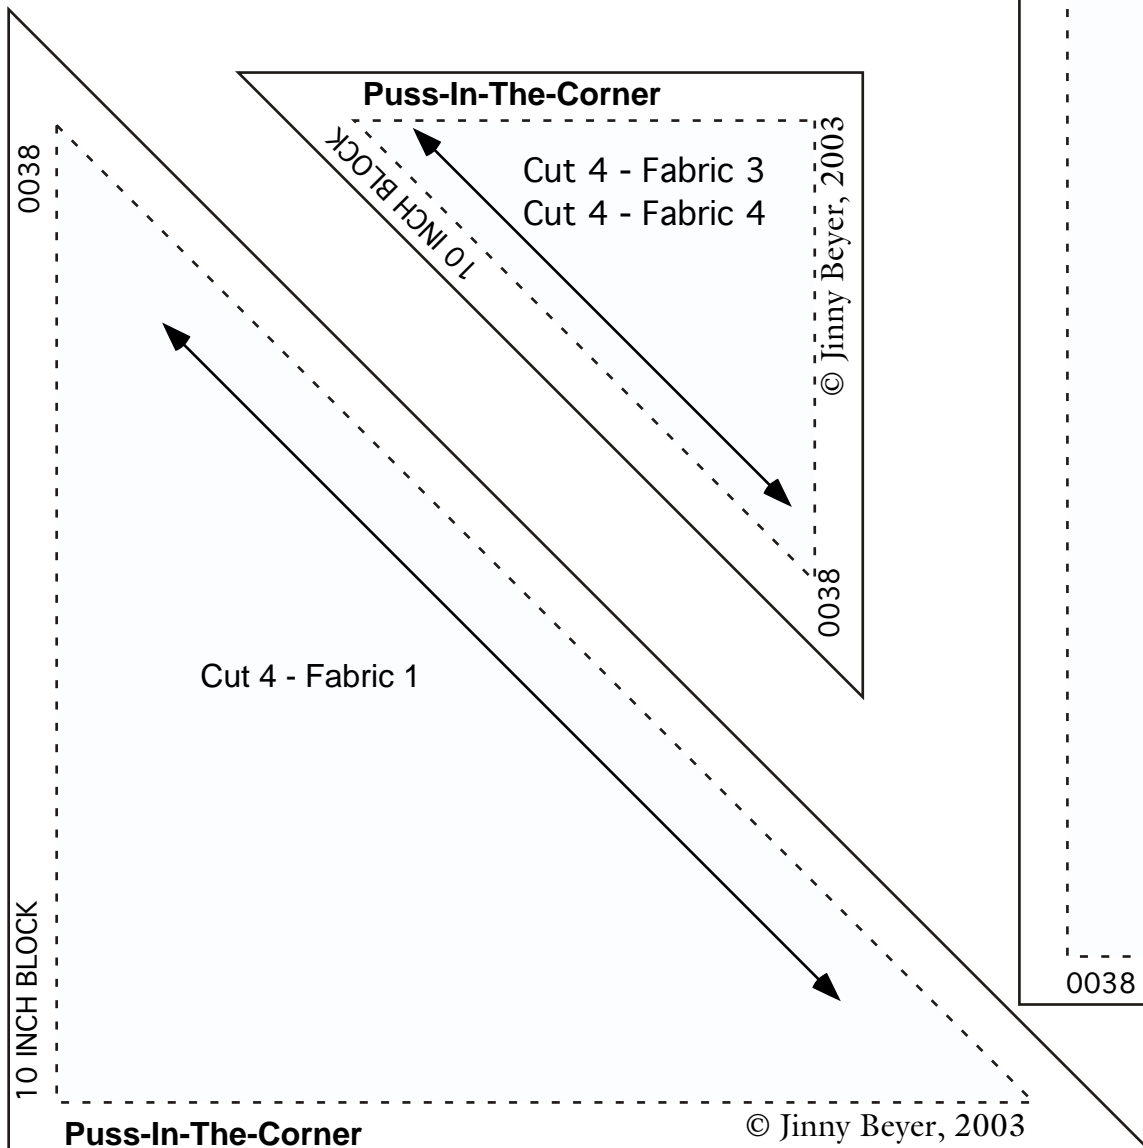 Puss-In-The-Corner
10 INCH BLOCK
Cut 4 - Fabric 3
Cut 4 - Fabric 4
© Jinny Beyer, 2003
0038
0038
Cut 4 - Fabric 1
10 INCH BLOCK
Puss-In-The-Corner
© Jinny Beyer, 2003
0038